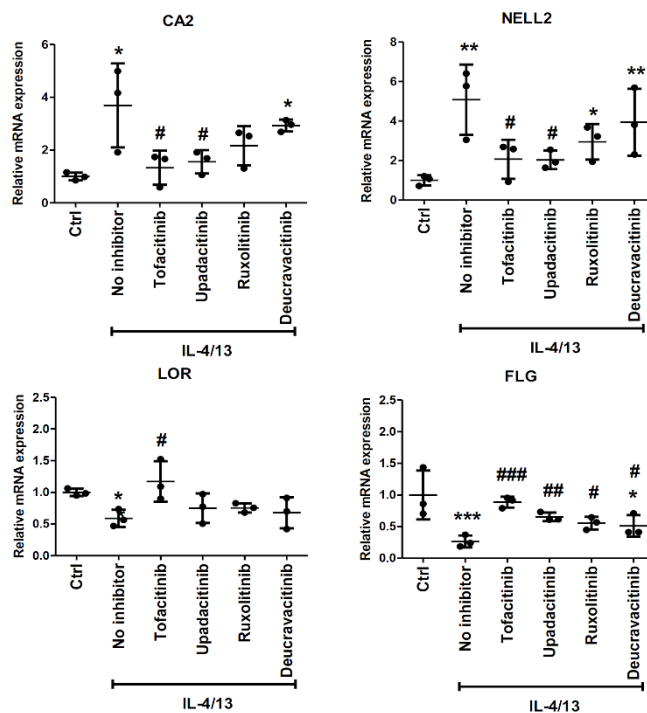 CA2
Relative mRNA expression
6
4
2
0
*
#
#
*
Ctrl
No inhibitor
Tofacitinib
Upadacitinib
Ruxolitinib
Deucravacitinib
IL-4/13
NELL2
Relative mRNA expression
8
6
4
2
0
**
#
#
*
**
Ctrl
No inhibitor
Tofacitinib
Upadacitinib
Ruxolitinib
Deucravacitinib
IL-4/13
LOR
Relative mRNA expression
2.5
2.0
1.5
1.0
0.5
0.0
*
#
Ctrl
No inhibitor
Tofacitinib
Upadacitinib
Ruxolitinib
Deucravacitinib
IL-4/13
FLG
Relative mRNA expression
2.5
2.0
1.5
1.0
0.5
0.0
***
###
##
#
#
*
Ctrl
No inhibitor
Tofacitinib
Upadacitinib
Ruxolitinib
Deucravacitinib
IL-4/13